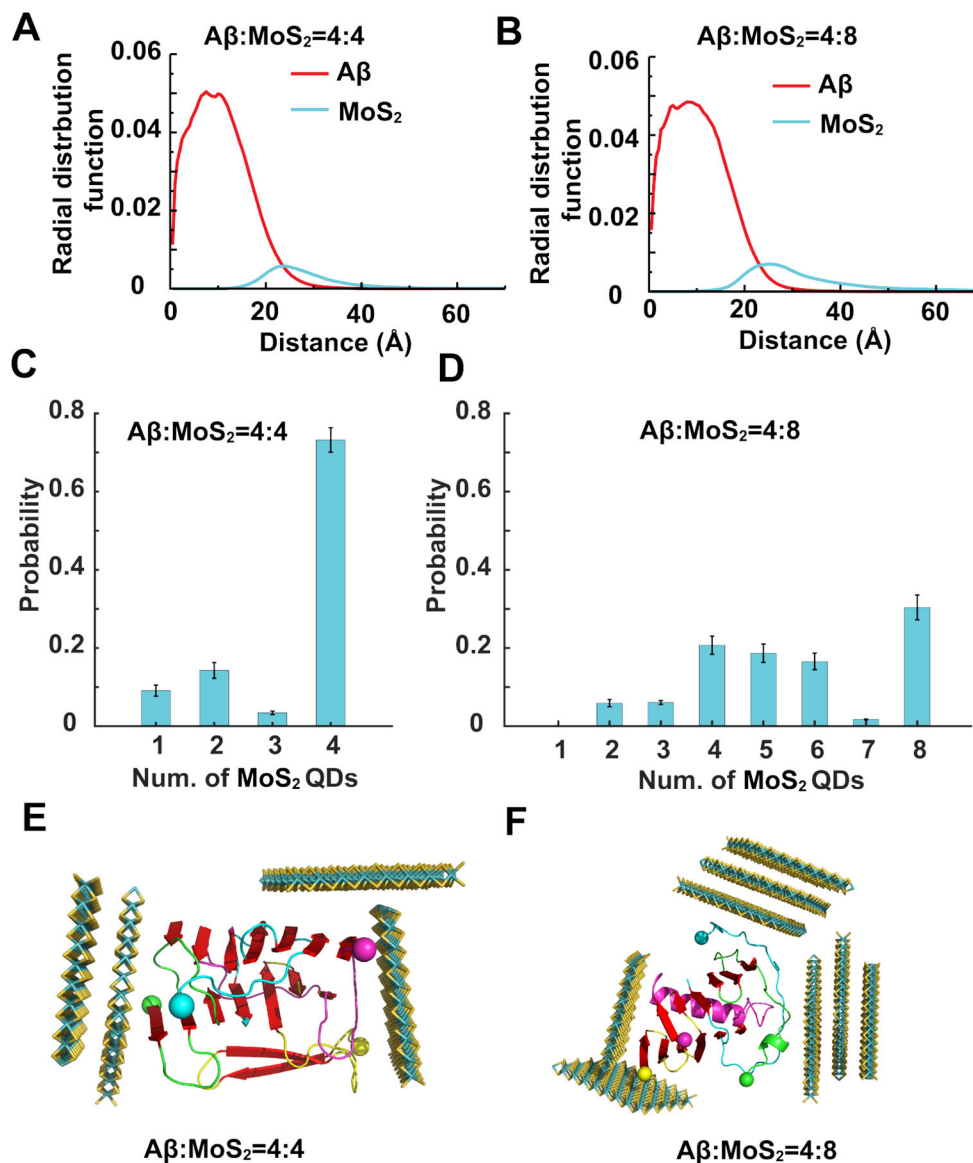 A
Aβ:MoS₂=4:4
0.06
0.04
0.02
0
Radial distrbution
function
Aβ
MoS₂
0
20
40
60
Distance (Å)
B
Aβ:MoS₂=4:8
0.06
0.04
0.02
0
Radial distrbution
function
Aβ
MoS₂
0
20
40
60
Distance (Å)
C
Aβ:MoS₂=4:4
0.8
0.6
0.4
0.2
0
Probability
1 2 3 4
Num. of MoS₂ QDs
D
Aβ:MoS₂=4:8
0.8
0.6
0.4
0.2
0
Probability
1 2 3 4 5 6 7 8
Num. of MoS₂ QDs
E
Aβ:MoS₂=4:4
F
Aβ:MoS₂=4:8